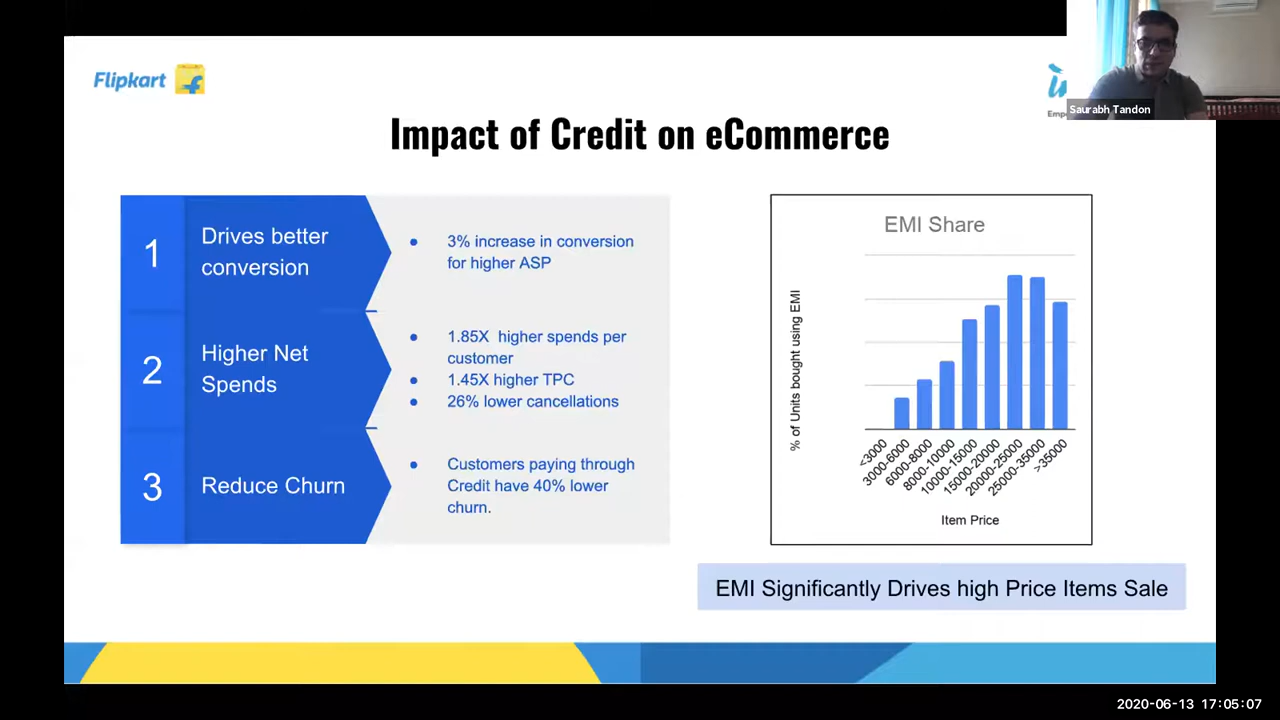 Flipkart
Saurabh Tandon
Impact of Credit on eCommerce
1
Drives better
conversion
3% increase in conversion
for higher ASP
2
Higher Net
Spends
1.85X higher spends per
customer
1.45X higher TPC
26% lower cancellations
3
Reduce Churn
Customers paying through
Credit have 40% lower
churn.
EMI Share
% of Units bought using EMI
<3000
3000-6000
6000-8000
8000-10000
10000-15000
15000-20000
20000-25000
25000-35000
>35000
Item Price
EMI Significantly Drives high Price Items Sale
2020-06-13 17:05:07